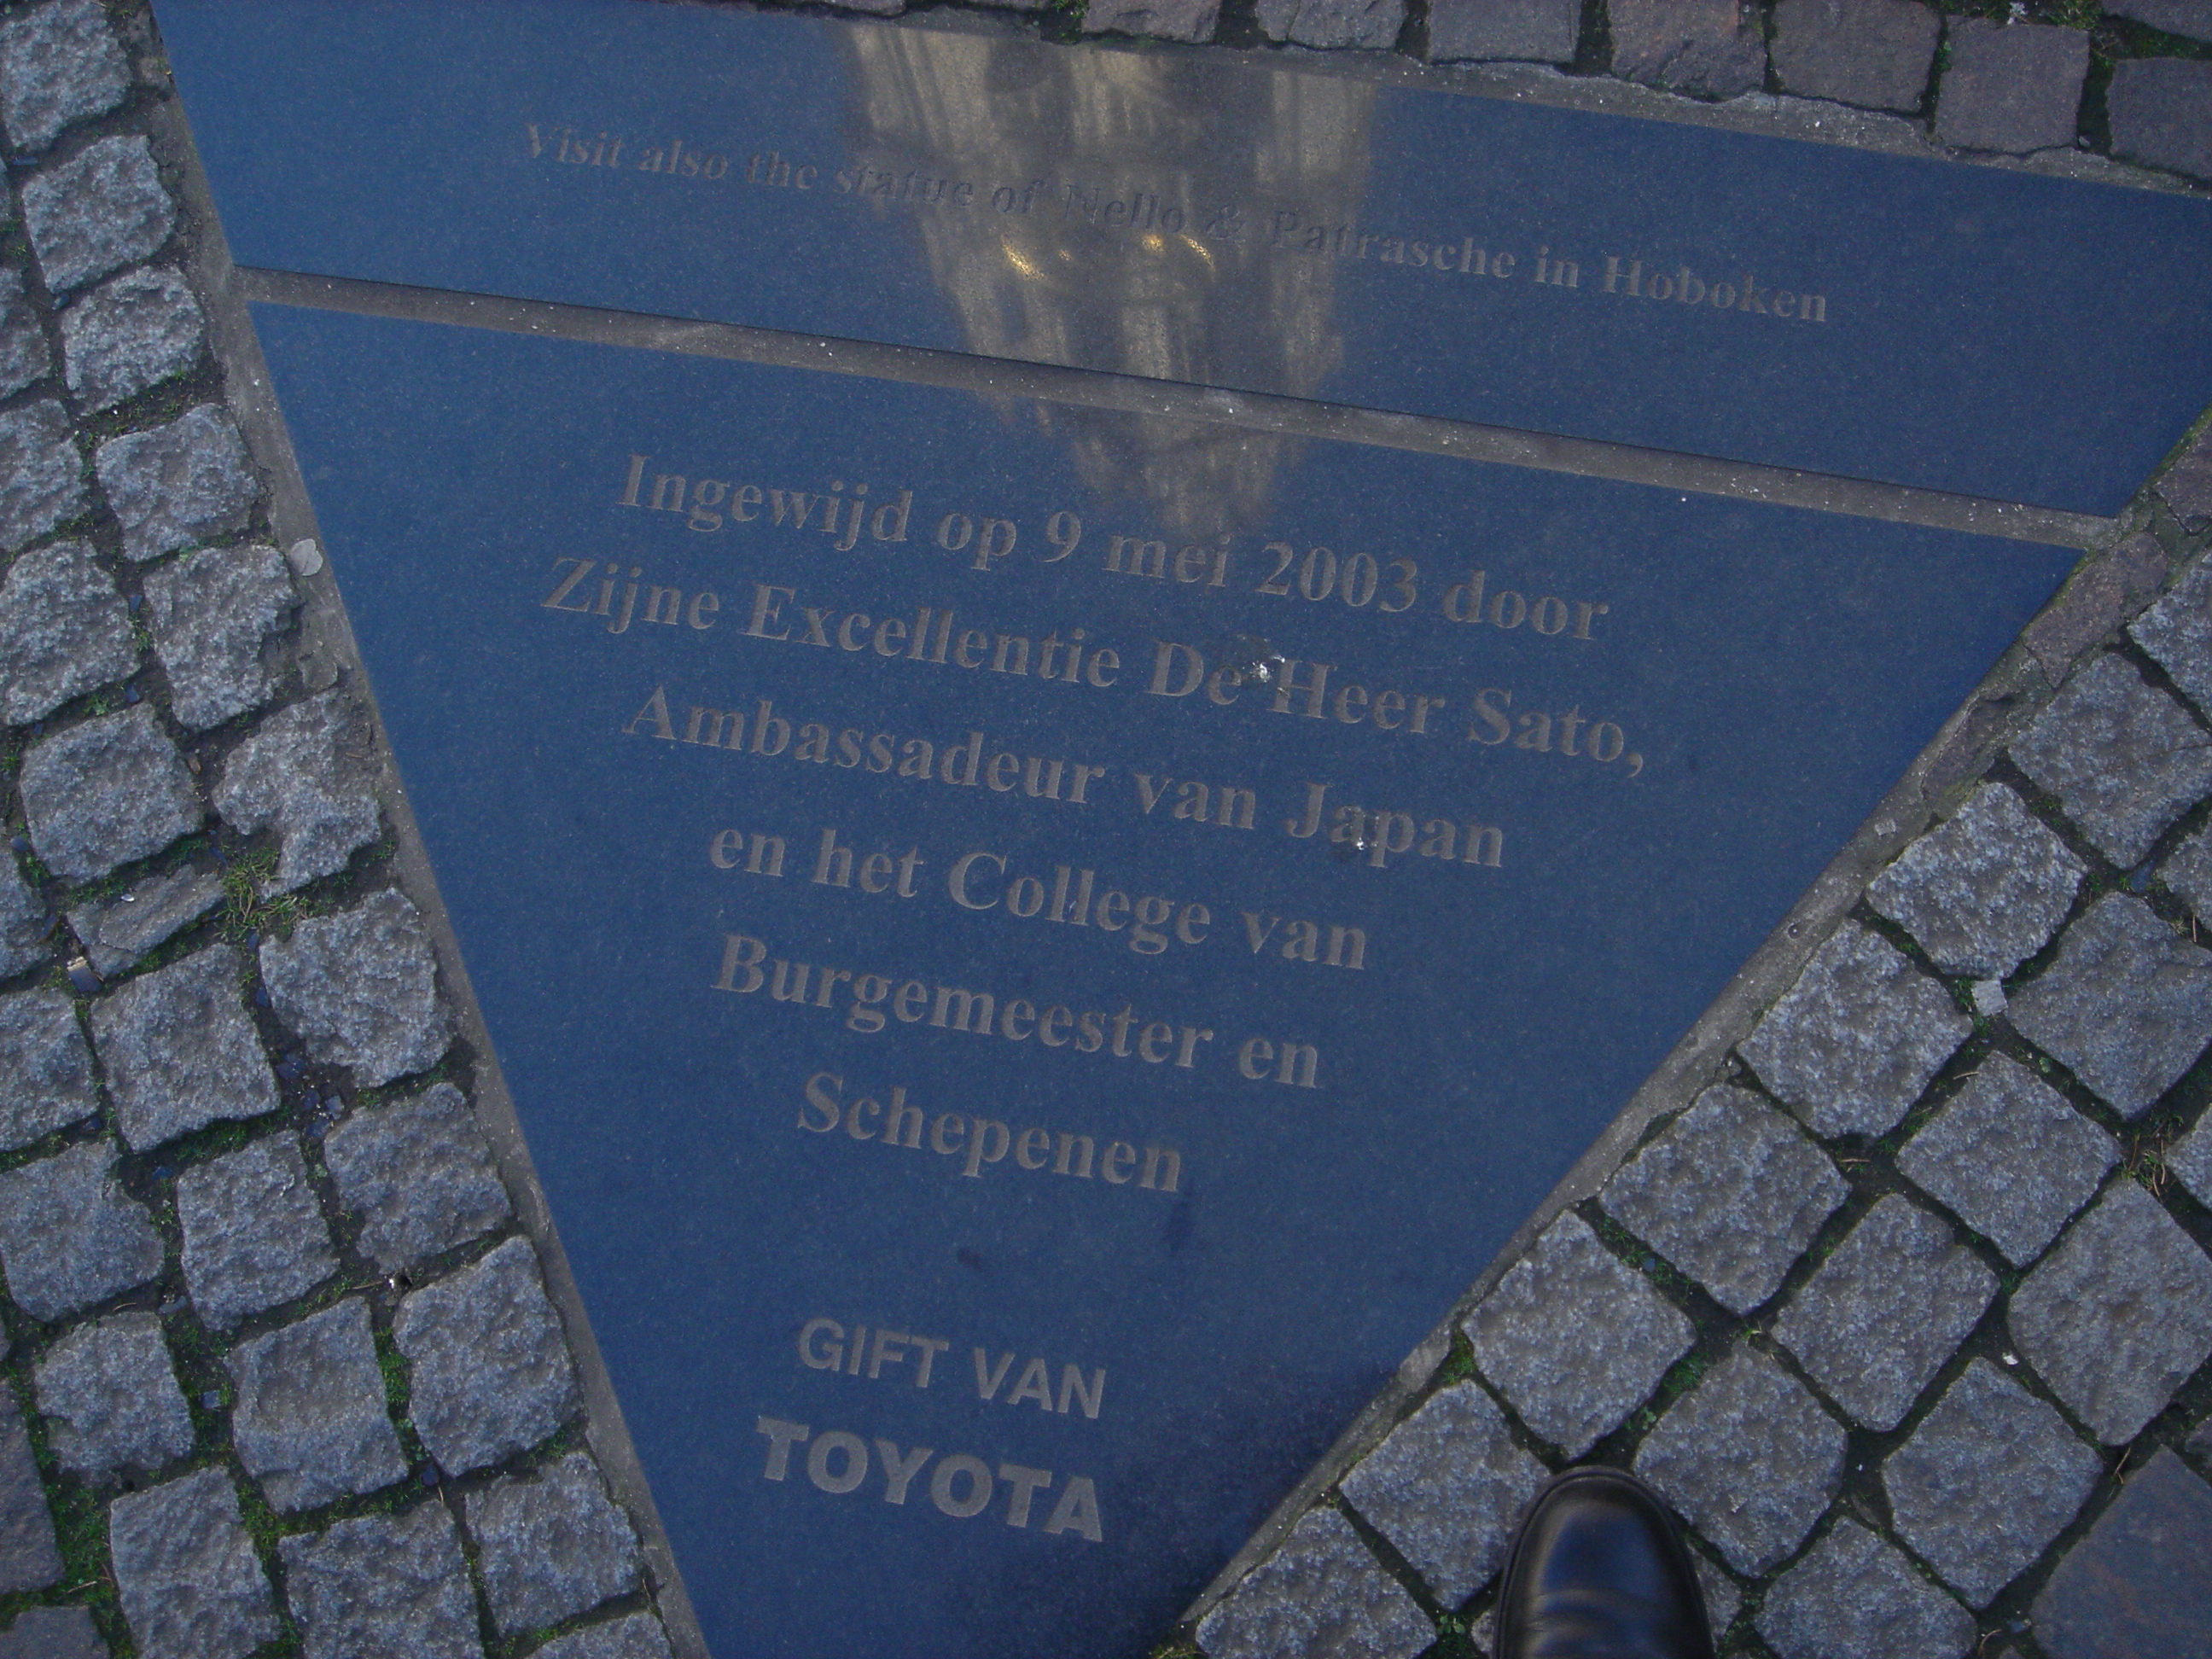 Visit also the statue of Nello & Patrasche in Hoboken
Ingewijd op 9 mei 2003 door
Zijne Excellentie De Heer Sato,
Ambassadeur van Japan
en het College van
Burgemeester en
Schepenen
GIFT VAN
TOYOTA